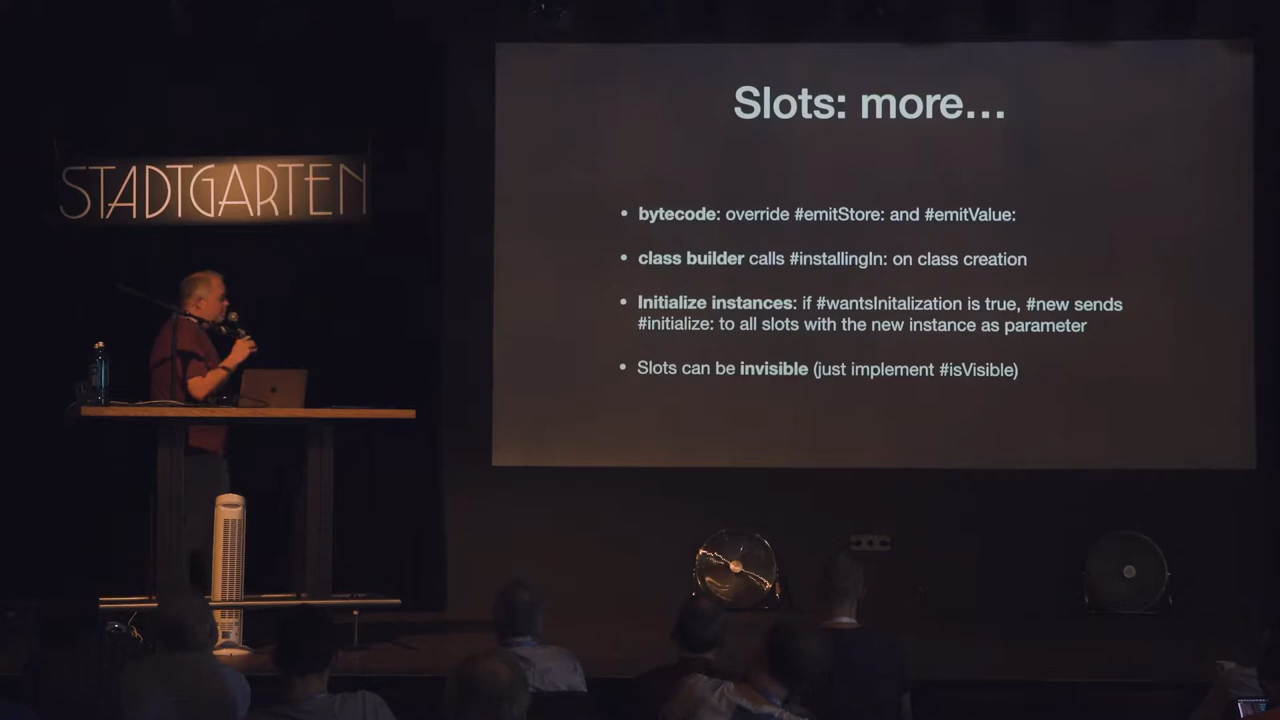 STADTGARTEN
Slots: more…
• bytecode: override #emitStore: and #emitValue:
• class builder calls #installingIn: on class creation
• Initialize instances: if #wantsInitalization is true, #new sends
#initialize: to all slots with the new instance as parameter
• Slots can be invisible (just implement #isVisible)